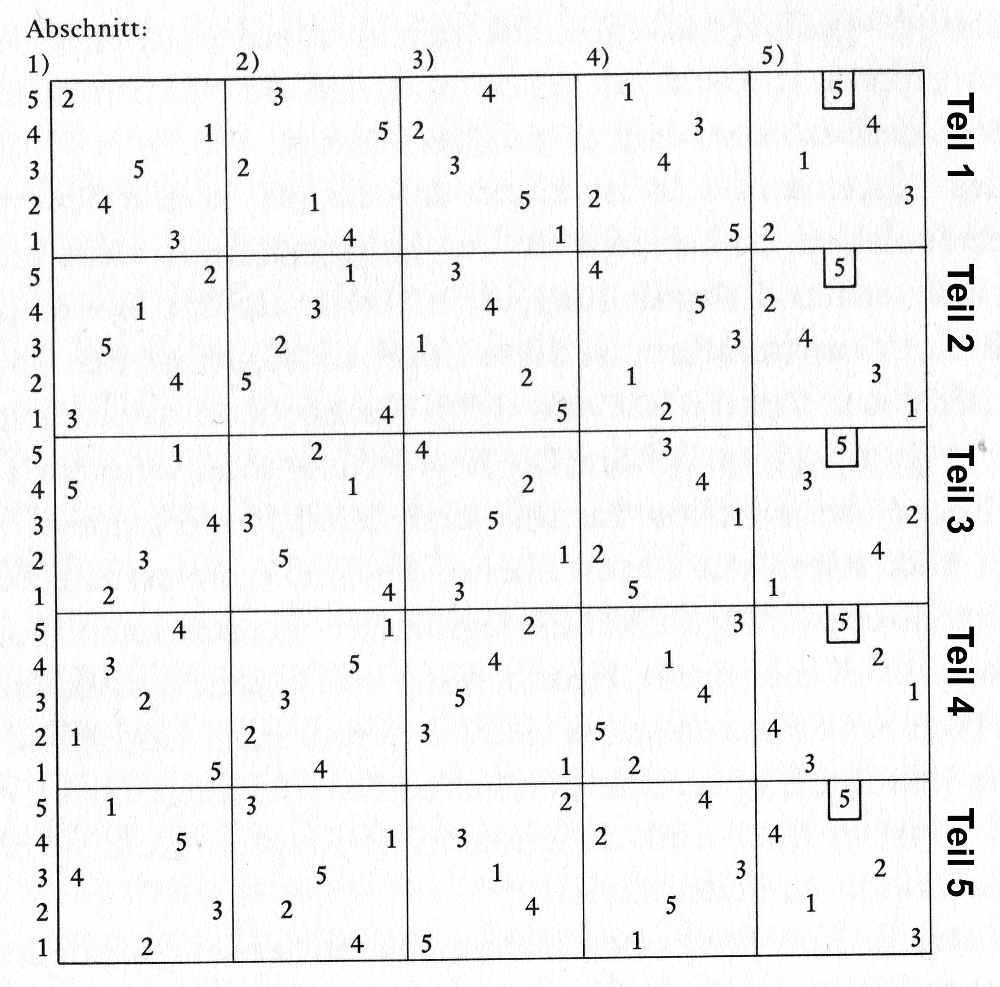 Abschnitt:
1) 2) 3) 4) 5)
5 2 3 4 1 5
4 1 5 2 3 4
3 5 2 3 4 1
2 4 1 5 2 3
1 3 4 1 5 2
Teil 1
5 2 1 3 4 5
4 1 3 4 5 2
3 5 2 1 3 4
2 4 5 2 1 3
1 3 4 5 2 1
Teil 2
5 1 2 4 3 5
4 5 1 2 4 3
3 4 3 5 1 2
2 3 5 1 2 4
1 2 4 3 5 1
Teil 3
5 4 1 2 3 5
4 3 5 4 1 2
3 2 3 5 4 1
2 1 2 3 5 4
1 5 4 1 2 3
Teil 4
5 1 3 2 4 5
4 5 1 3 2 4
3 4 5 1 3 2
2 3 2 4 5 1
1 2 4 5 1 3
Teil 5